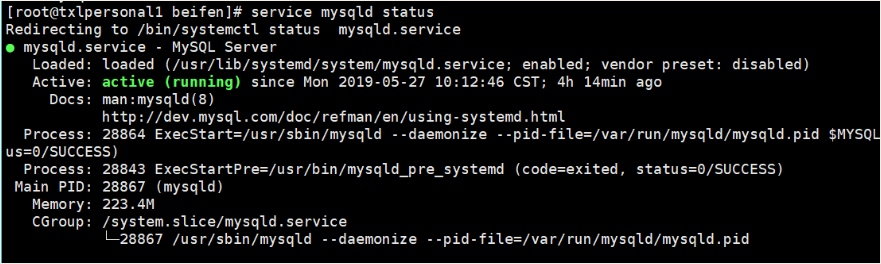 [root@txlpersonal1 beifen]# service mysqld status
Redirecting to /bin/systemctl status  mysqld.service
● mysqld.service - MySQL Server
   Loaded: loaded (/usr/lib/systemd/system/mysqld.service; enabled; vendor preset: disabled)
   Active: active (running) since Mon 2019-05-27 10:12:46 CST; 4h 14min ago
     Docs: man:mysqld(8)
           http://dev.mysql.com/doc/refman/en/using-systemd.html
  Process: 28864 ExecStart=/usr/sbin/mysqld --daemonize --pid-file=/var/run/mysqld/mysqld.pid $MYSQL
us=0/SUCCESS)
  Process: 28843 ExecStartPre=/usr/bin/mysqld_pre_systemd (code=exited, status=0/SUCCESS)
 Main PID: 28867 (mysqld)
   Memory: 223.4M
   CGroup: /system.slice/mysqld.service
           └─28867 /usr/sbin/mysqld --daemonize --pid-file=/var/run/mysqld/mysqld.pid